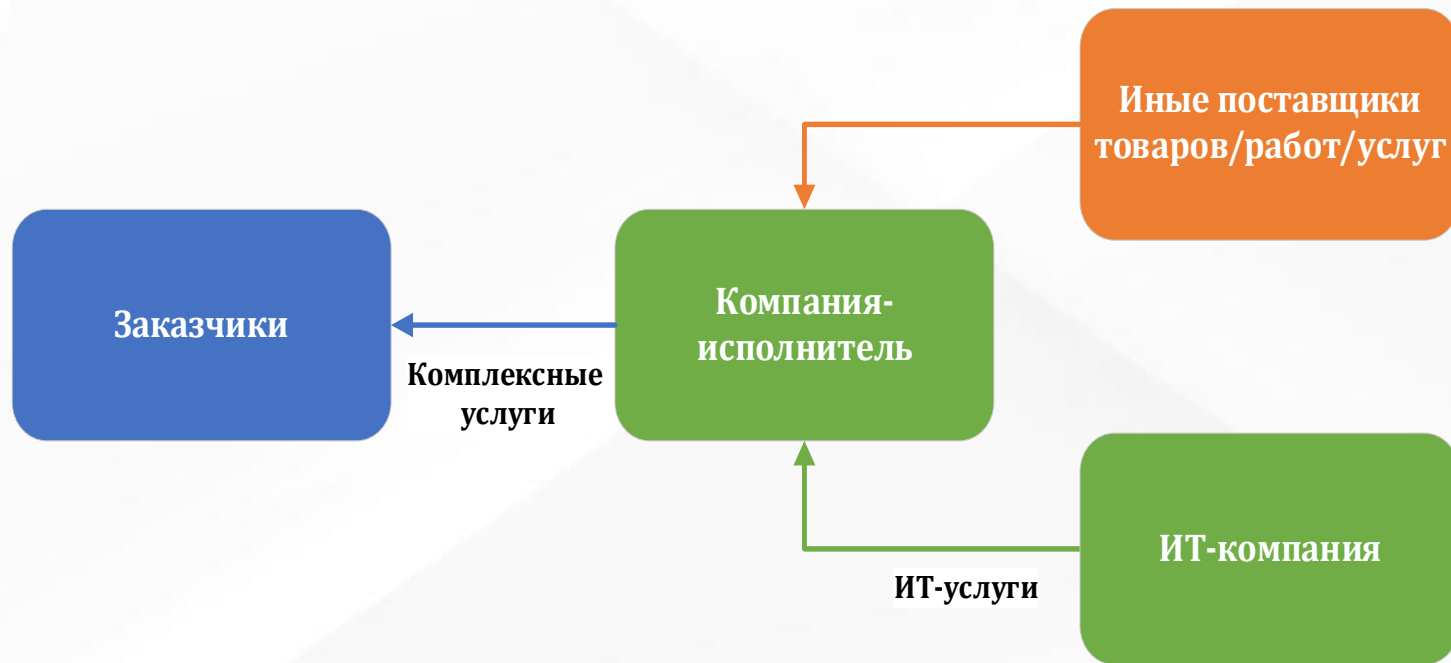 Иные поставщики
товаров/работ/услуг
Заказчики
Компания-
исполнитель
Комплексные
услуги
ИТ-компания
ИТ-услуги